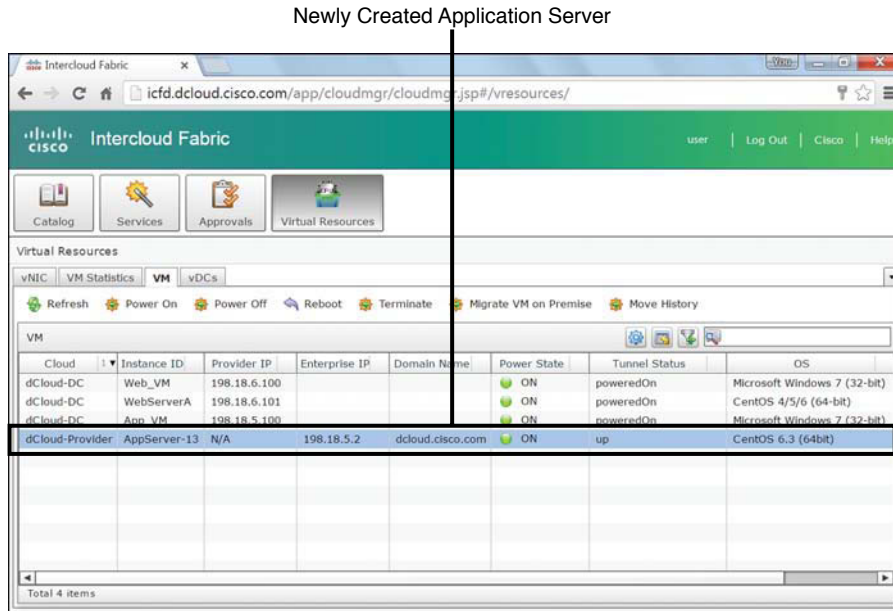 Newly Created Application Server
Intercloud Fabric
You
icfd.dcloud.cisco.com/app/cloudmgr/cloudmgr.jsp#/vresources/
CISCO Intercloud Fabric user | Log Out | Cisco | Help
Catalog Services Approvals Virtual Resources
Virtual Resources
vNIC VM Statistics VM vDCs
Refresh Power On Power Off Reboot Terminate Migrate VM on Premise Move History
VM
Cloud 1 Instance ID Provider IP Enterprise IP Domain Name Power State Tunnel Status OS
dCloud-DC Web_VM 198.18.6.100 ON poweredOn Microsoft Windows 7 (32-bit)
dCloud-DC WebServerA 198.18.6.101 ON poweredOn CentOS 4/5/6 (64-bit)
dCloud-DC App_VM 198.18.5.100 ON poweredOn Microsoft Windows 7 (32-bit)
dCloud-Provider AppServer-13 N/A 198.18.5.2 dcloud.cisco.com ON up CentOS 6.3 (64bit)
Total 4 items